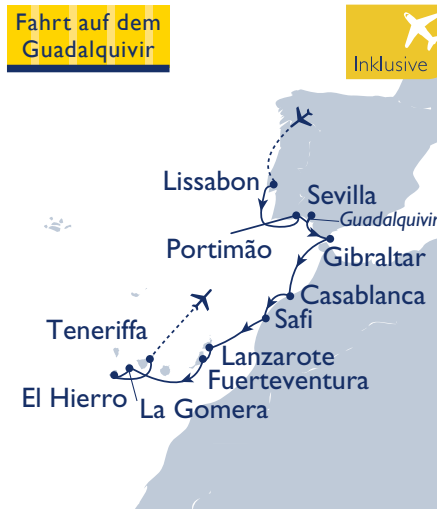 Fahrt auf dem
Guadalquivir
Inklusive
Lissabon
Sevilla
Guadalquivir
Portimão
Gibraltar
Casablanca
Safi
Teneriffa
Lanzarote
Fuerteventura
El Hierro
La Gomera